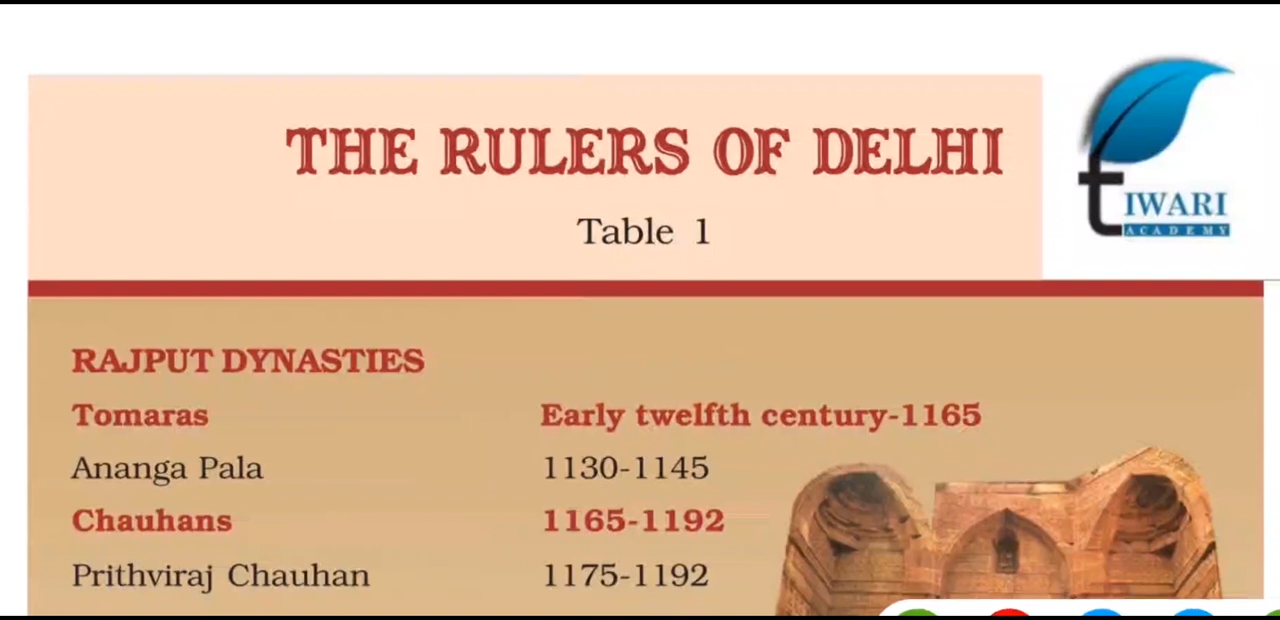 THE RULERS OF DELHI
Table 1
tIWARI
ACADEMY
RAJPUT DYNASTIES
Tomaras Early twelfth century-1165
Ananga Pala 1130-1145
Chauhans 1165-1192
Prithviraj Chauhan 1175-1192